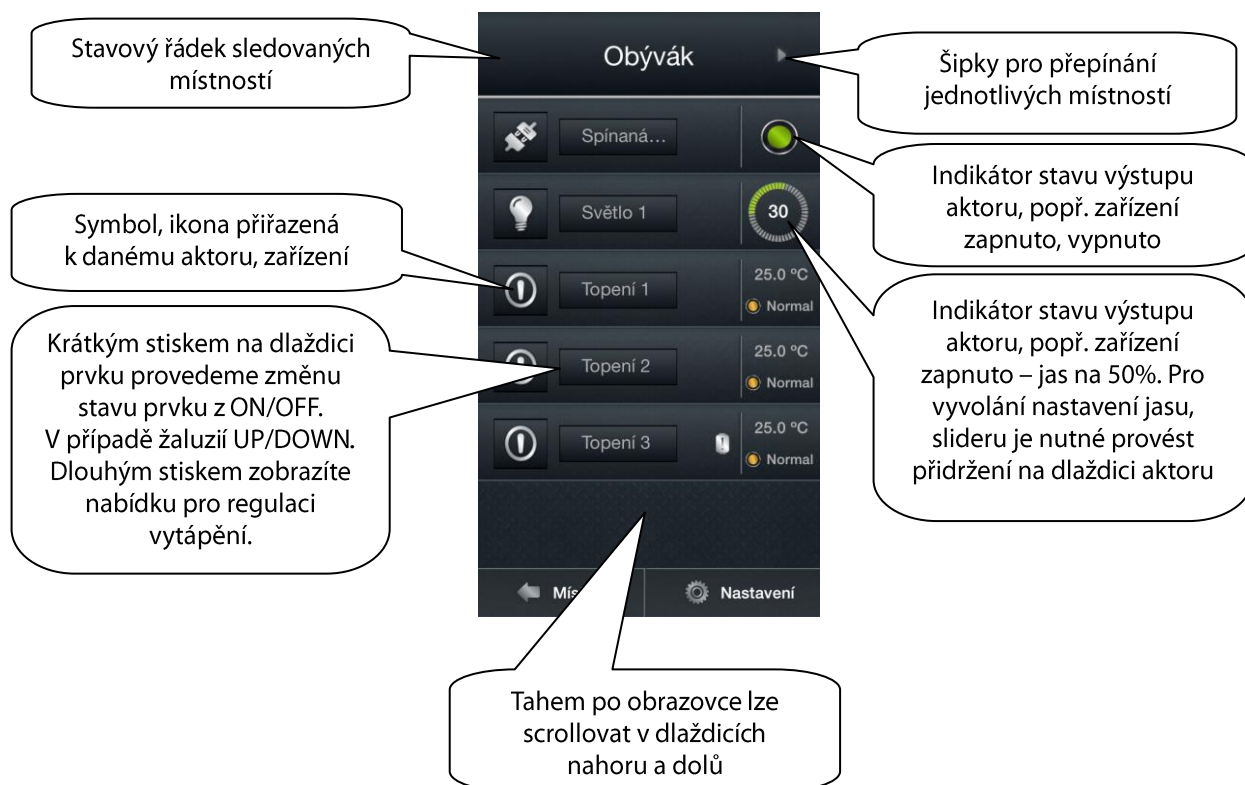 Stavový řádek sledovaných
místností
Obývák
Šipky pro přepínání
jednotlivých místností
Spínaná...
Indikátor stavu výstupu
aktoru, popř. zařízení
zapnuto, vypnuto
Symbol, ikona přiřazená
k danému aktoru, zařízení
Světlo 1
30
Topení 1
25.0 ºC
Normal
Indikátor stavu výstupu
aktoru, popř. zařízení
zapnuto – jas na 50%. Pro
vyvolání nastavení jasu,
slideru je nutné provést
přidržení na dlaždici aktoru
Krátkým stiskem na dlaždici
prvku provedeme změnu
stavu prvku z ON/OFF.
V případě žaluzií UP/DOWN.
Dlouhým stiskem zobrazíte
nabídku pro regulaci
vytápění.
Topení 2
25.0 ºC
Normal
Topení 3
25.0 ºC
Normal
Nastavení
Tahem po obrazovce lze
scrollovat v dlaždicích
nahoru a dolů